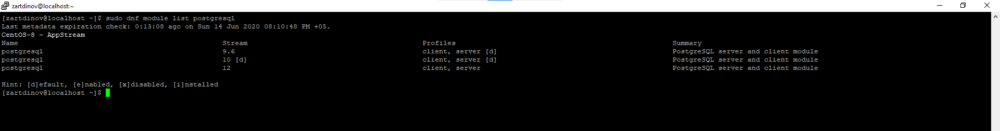 zartdinov@localhost:~
[zartdinov@localhost ~]$ sudo dnf module list postgresql
Last metadata expiration check: 0:13:08 ago on Sun 14 Jun 2020 08:10:48 PM +05.
CentOS-8 - AppStream
Name Stream Profiles Summary
postgresql 9.6 client, server [d] PostgreSQL server and client module
postgresql 10 [d] client, server [d] PostgreSQL server and client module
postgresql 12 client, server PostgreSQL server and client module
Hint: [d]efault, [e]nabled, [x]disabled, [i]nstalled
[zartdinov@localhost ~]$